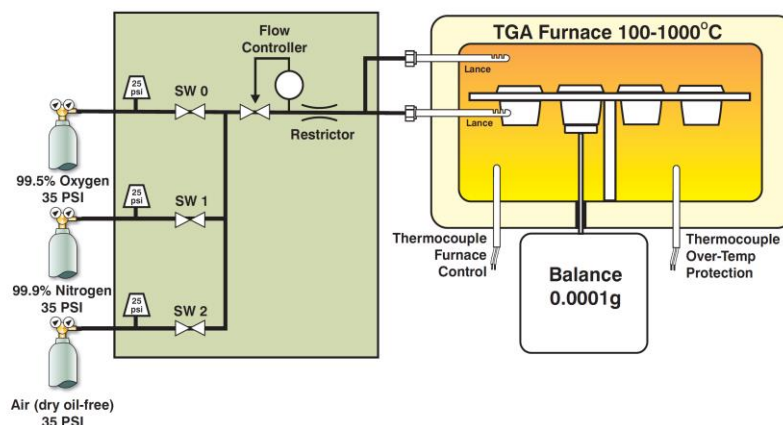 Flow
Controller
TGA Furnace 100-1000°C
25
psi
SW 0
Lance
Restrictor
Lance
99.5% Oxygen
35 PSI
25
psi
SW 1
99.9% Nitrogen
35 PSI
Thermocouple
Furnace
Control
Thermocouple
Over-Temp
Protection
Balance
0.0001g
25
psi
SW 2
Air (dry oil-free)
35 PSI